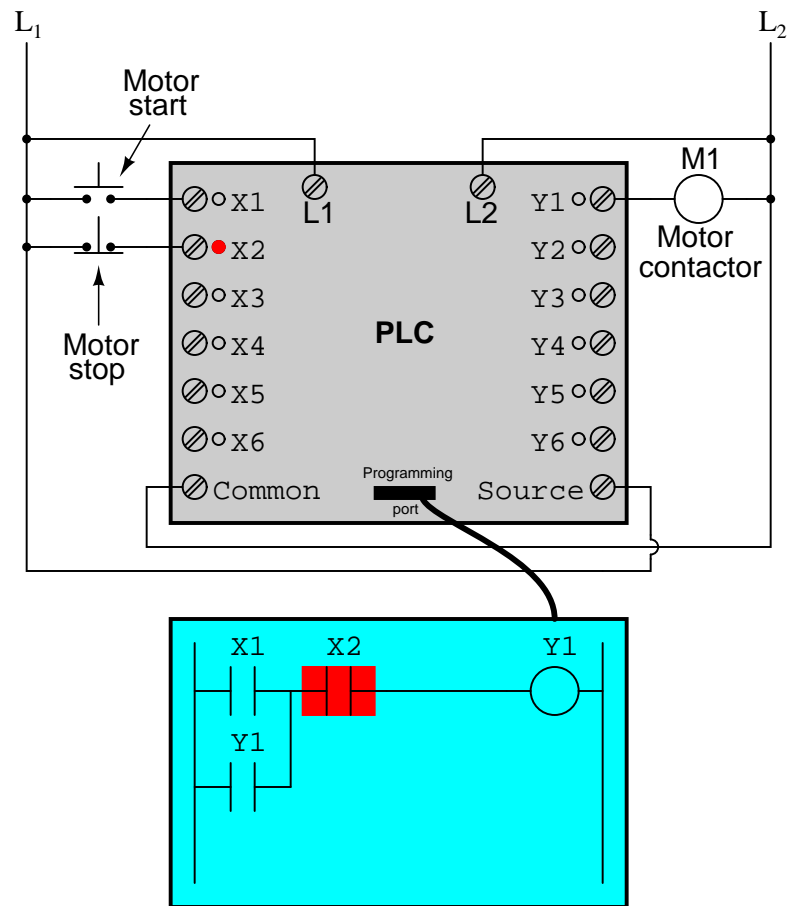 L1 L2
Motor
start
M1
X1 L1 L2 Y1
X2 Y2
Motor
contactor
X3 Y3
Motor
stop
X4 PLC Y4
X5 Y5
X6 Y6
Common Programming
port Source
X1 X2 Y1
Y1